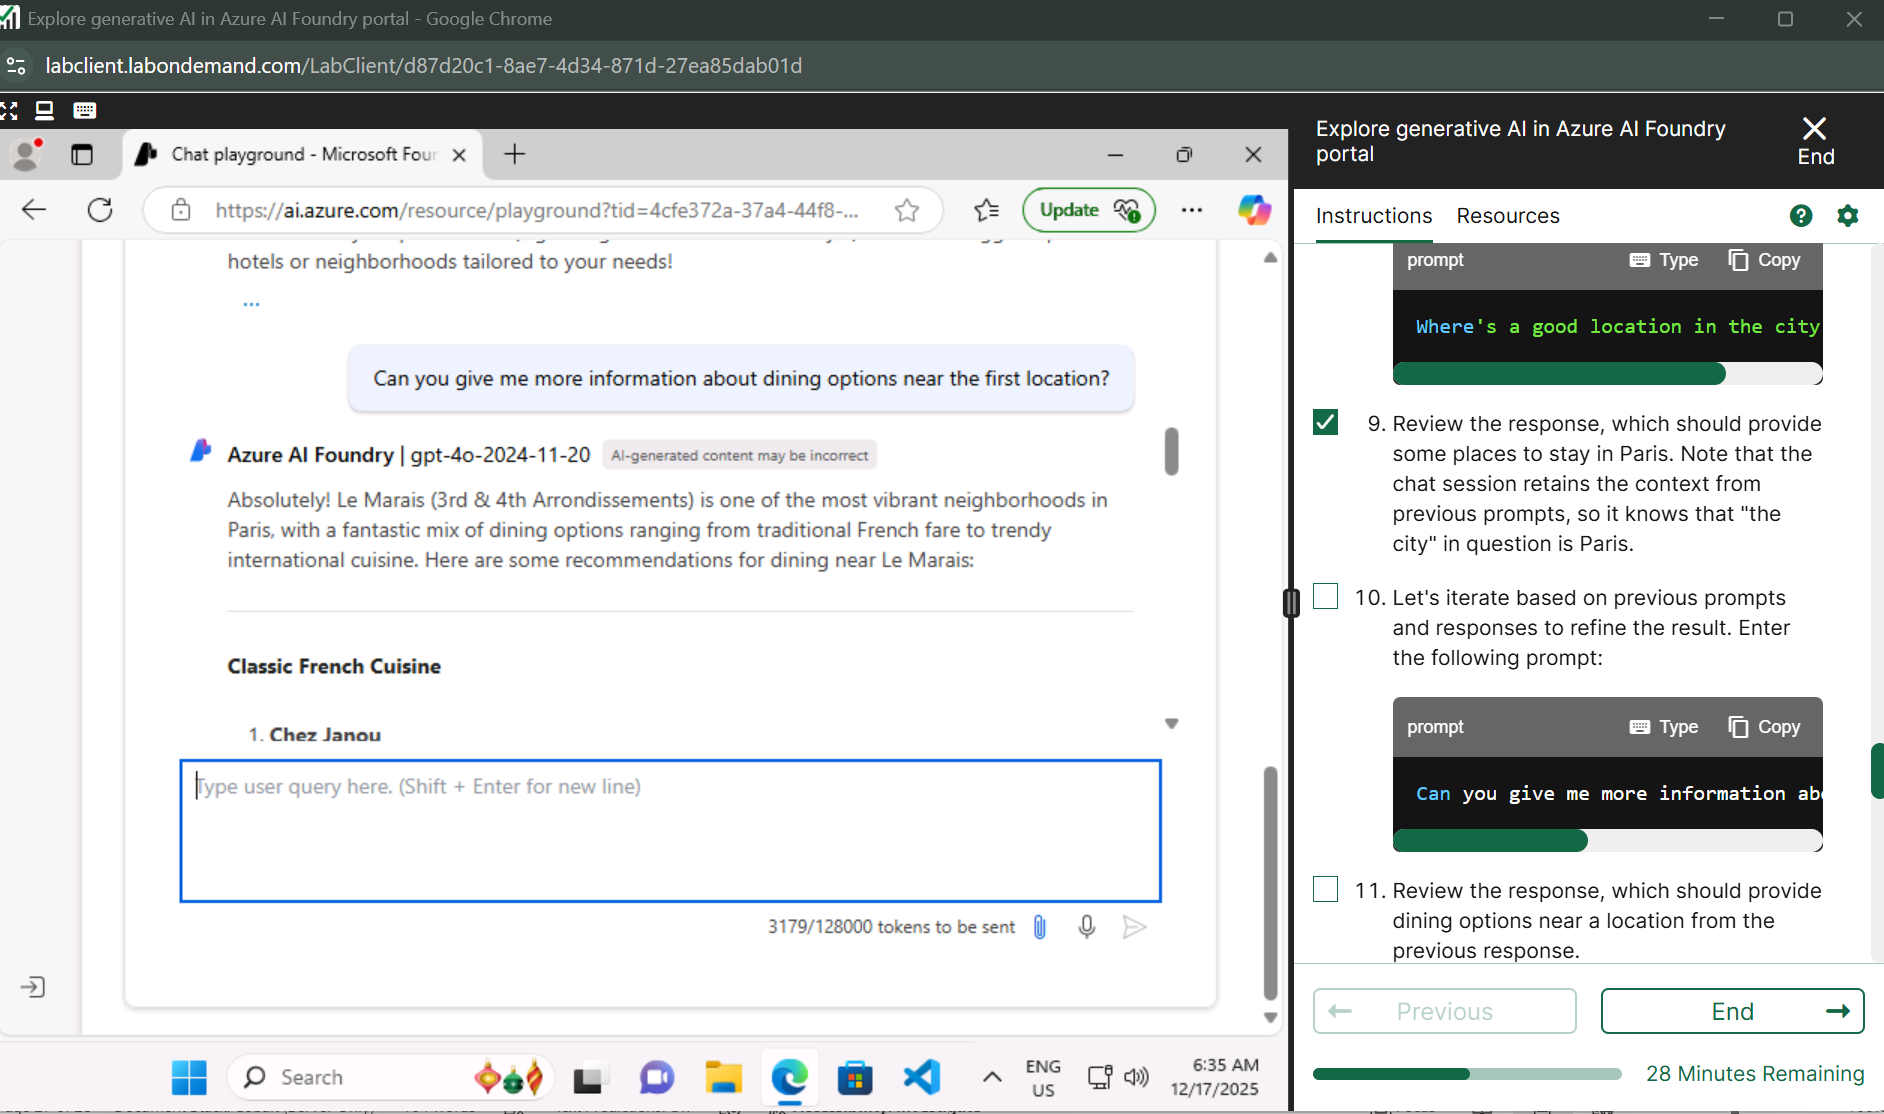 Explore generative AI in Azure AI Foundry portal - Google Chrome
labclient.labondemand.com/LabClient/d87d20c1-8ae7-4d34-871d-27ea85dab01d
Chat playground - Microsoft Four
https://ai.azure.com/resource/playground?tid=4cfe372a-37a4-44f8-...
Update
hotels or neighborhoods tailored to your needs!
...
Can you give me more information about dining options near the first location?
Azure AI Foundry | gpt-4o-2024-11-20
AI-generated content may be incorrect
Absolutely! Le Marais (3rd & 4th Arrondissements) is one of the most vibrant neighborhoods in
Paris, with a fantastic mix of dining options ranging from traditional French fare to trendy
international cuisine. Here are some recommendations for dining near Le Marais:
Classic French Cuisine
1. Chez Janou
Type user query here. (Shift + Enter for new line)
3179/128000 tokens to be sent
Search
ENG
US
6:35 AM
12/17/2025
Explore generative AI in Azure AI Foundry
portal
End
Instructions
Resources
prompt
Type
Copy
Where's a good location in the city
9. Review the response, which should provide
some places to stay in Paris. Note that the
chat session retains the context from
previous prompts, so it knows that "the
city" in question is Paris.
10. Let's iterate based on previous prompts
and responses to refine the result. Enter
the following prompt:
prompt
Type
Copy
Can you give me more information abo
11. Review the response, which should provide
dining options near a location from the
previous response.
Previous
End
28 Minutes Remaining